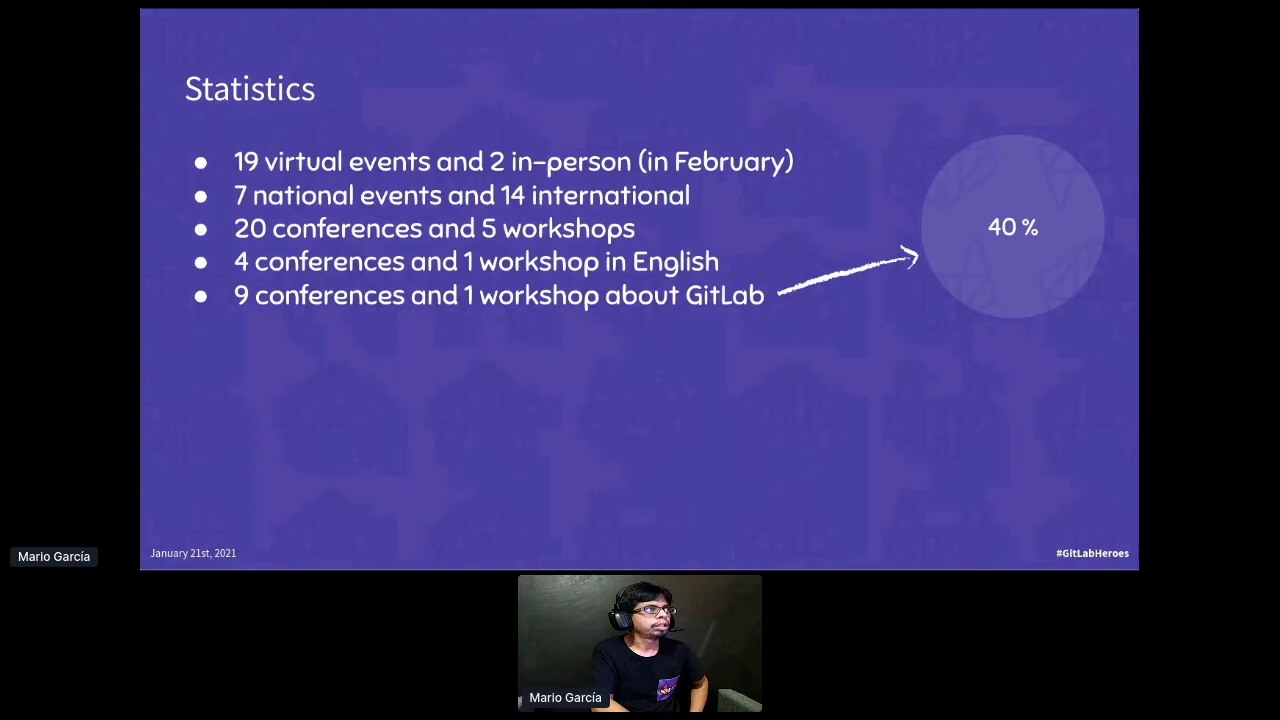 Statistics
● 19 virtual events and 2 in-person (in February)
● 7 national events and 14 international
● 20 conferences and 5 workshops
● 4 conferences and 1 workshop in English
● 9 conferences and 1 workshop about GitLab
40 %
January 21st, 2021
#GitLabHeroes
Mario García
Mario García